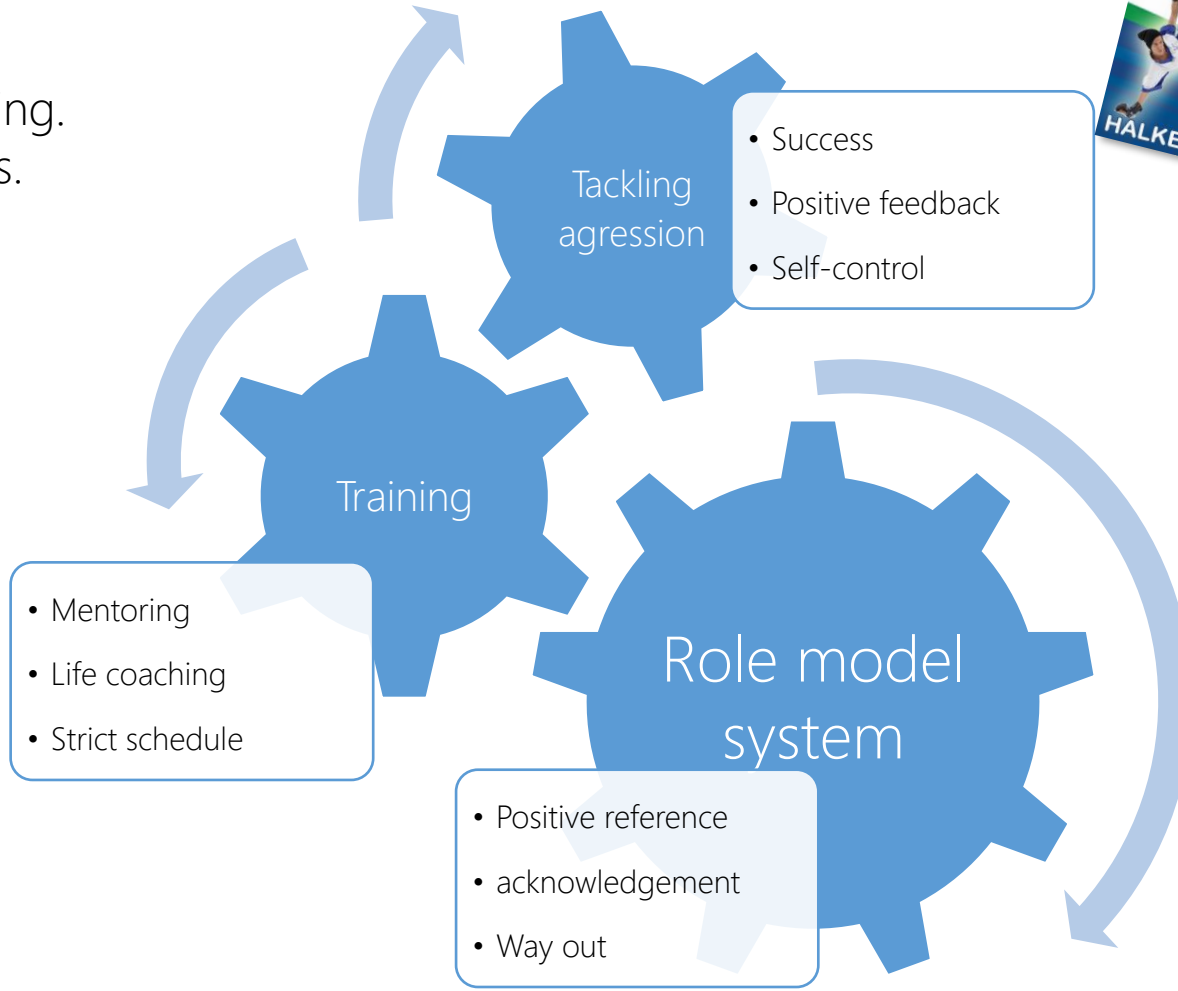 ng.
s.
Tackling
agression
• Success
• Positive feedback
• Self-control
HALKE
Training
• Mentoring
• Life coaching
• Strict schedule
Role model
system
• Positive reference
• acknowledgement
• Way out